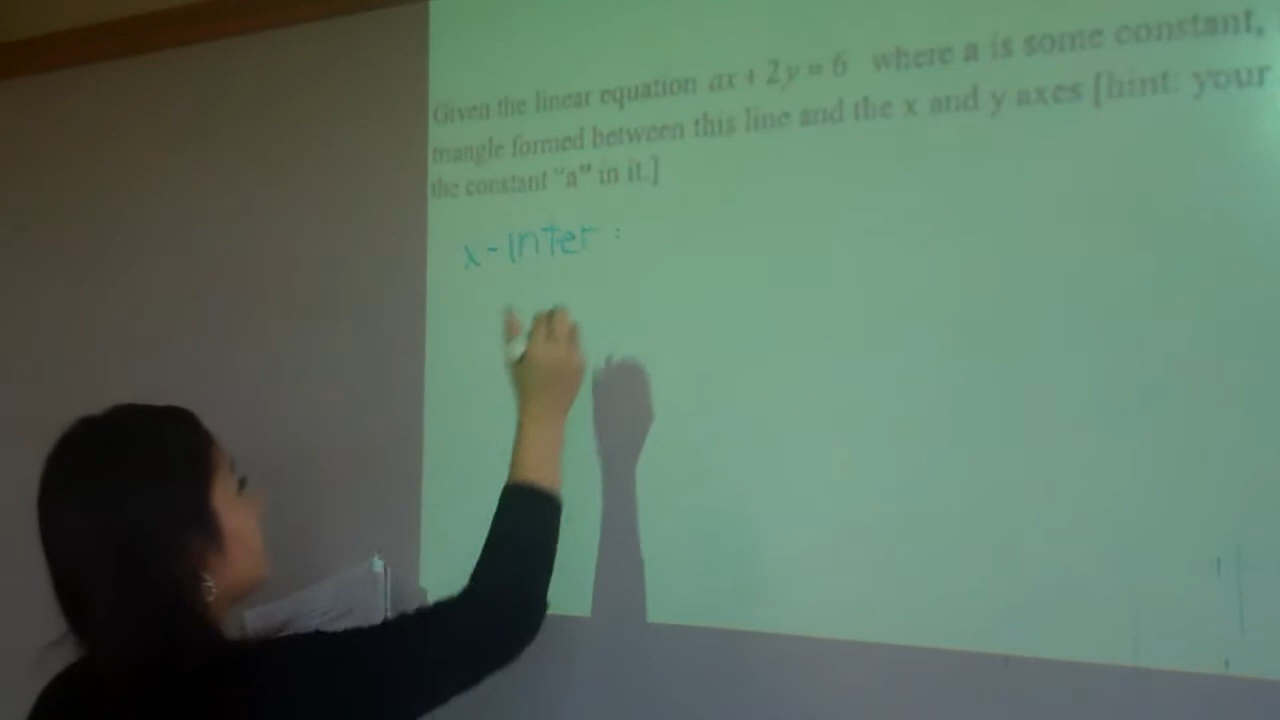 Given the linear equation ax + 2y = 6 where a is some constant,
triangle formed between this line and the x and y axes [hint: your
the constant "a" in it.]
x-inter :